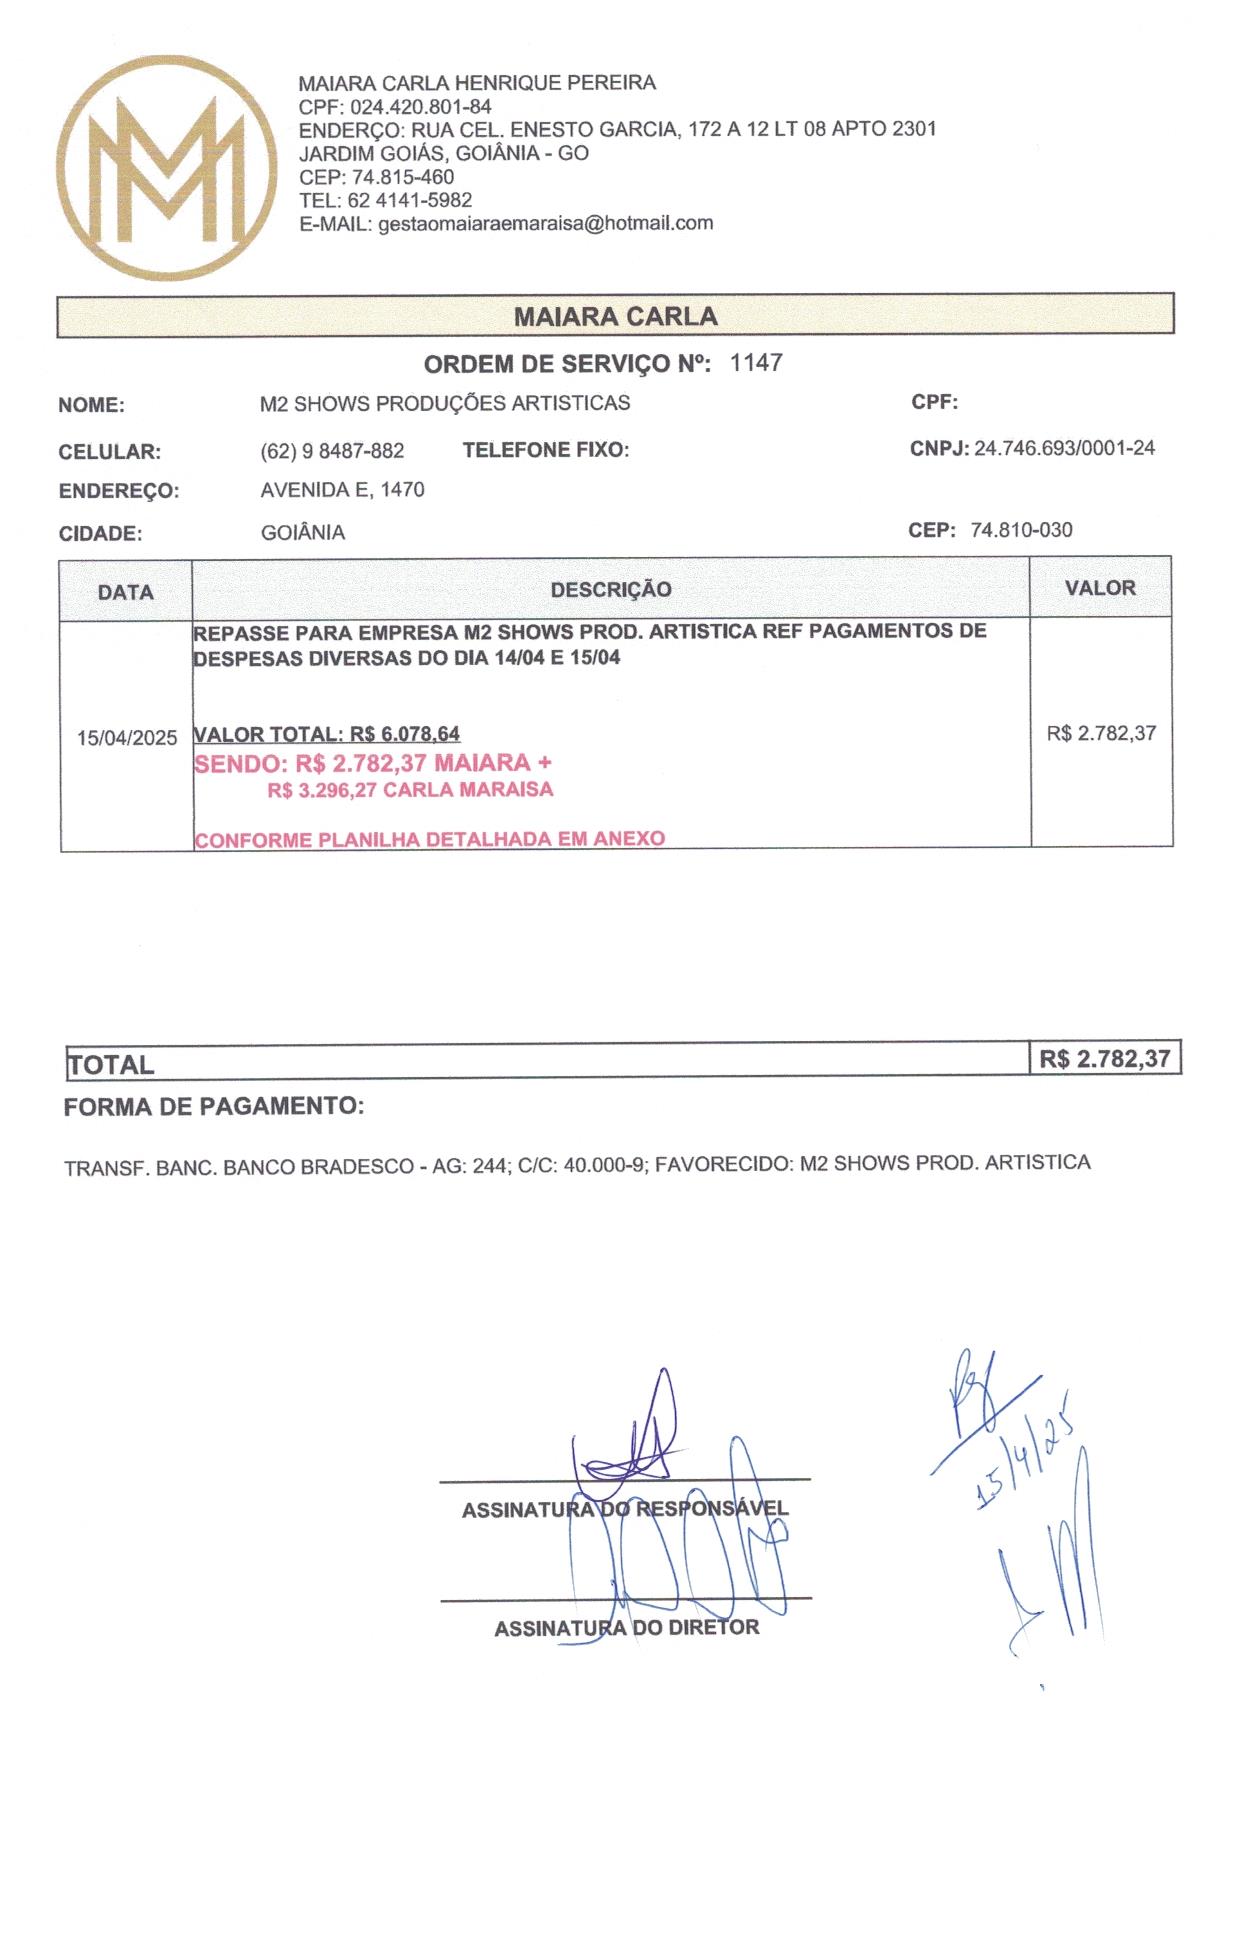 MAIARA CARLA HENRIQUE PEREIRA
CPF: 024.420.801-84
ENDERÇO: RUA CEL. ENESTO GARCIA, 172 A 12 LT 08 APTO 2301
JARDIM GOIÁS, GOIÂNIA - GO
CEP: 74.815-460
TEL: 62 4141-5982
E-MAIL: gestaomaiaraemaraisa@hotmail.com
MAIARA CARLA
ORDEM DE SERVIÇO Nº: 1147
NOME: M2 SHOWS PRODUÇÕES ARTISTICAS CPF:
CELULAR: (62) 9 8487-882 TELEFONE FIXO: CNPJ: 24.746.693/0001-24
ENDEREÇO: AVENIDA E, 1470
CIDADE: GOIÂNIA CEP: 74.810-030
DATA DESCRIÇÃO VALOR
REPASSE PARA EMPRESA M2 SHOWS PROD. ARTISTICA REF PAGAMENTOS DE
DESPESAS DIVERSAS DO DIA 14/04 E 15/04
15/04/2025 VALOR TOTAL: R$ 6.078,64 R$ 2.782,37
SENDO: R$ 2.782,37 MAIARA +
R$ 3.296,27 CARLA MARAISA
CONFORME PLANILHA DETALHADA EM ANEXO
TOTAL R$ 2.782,37
FORMA DE PAGAMENTO:
TRANSF. BANC. BANCO BRADESCO - AG: 244; C/C: 40.000-9; FAVORECIDO: M2 SHOWS PROD. ARTISTICA
Pg
15/4/25
ASSINATURA DO RESPONSÁVEL
ASSINATURA DO DIRETOR